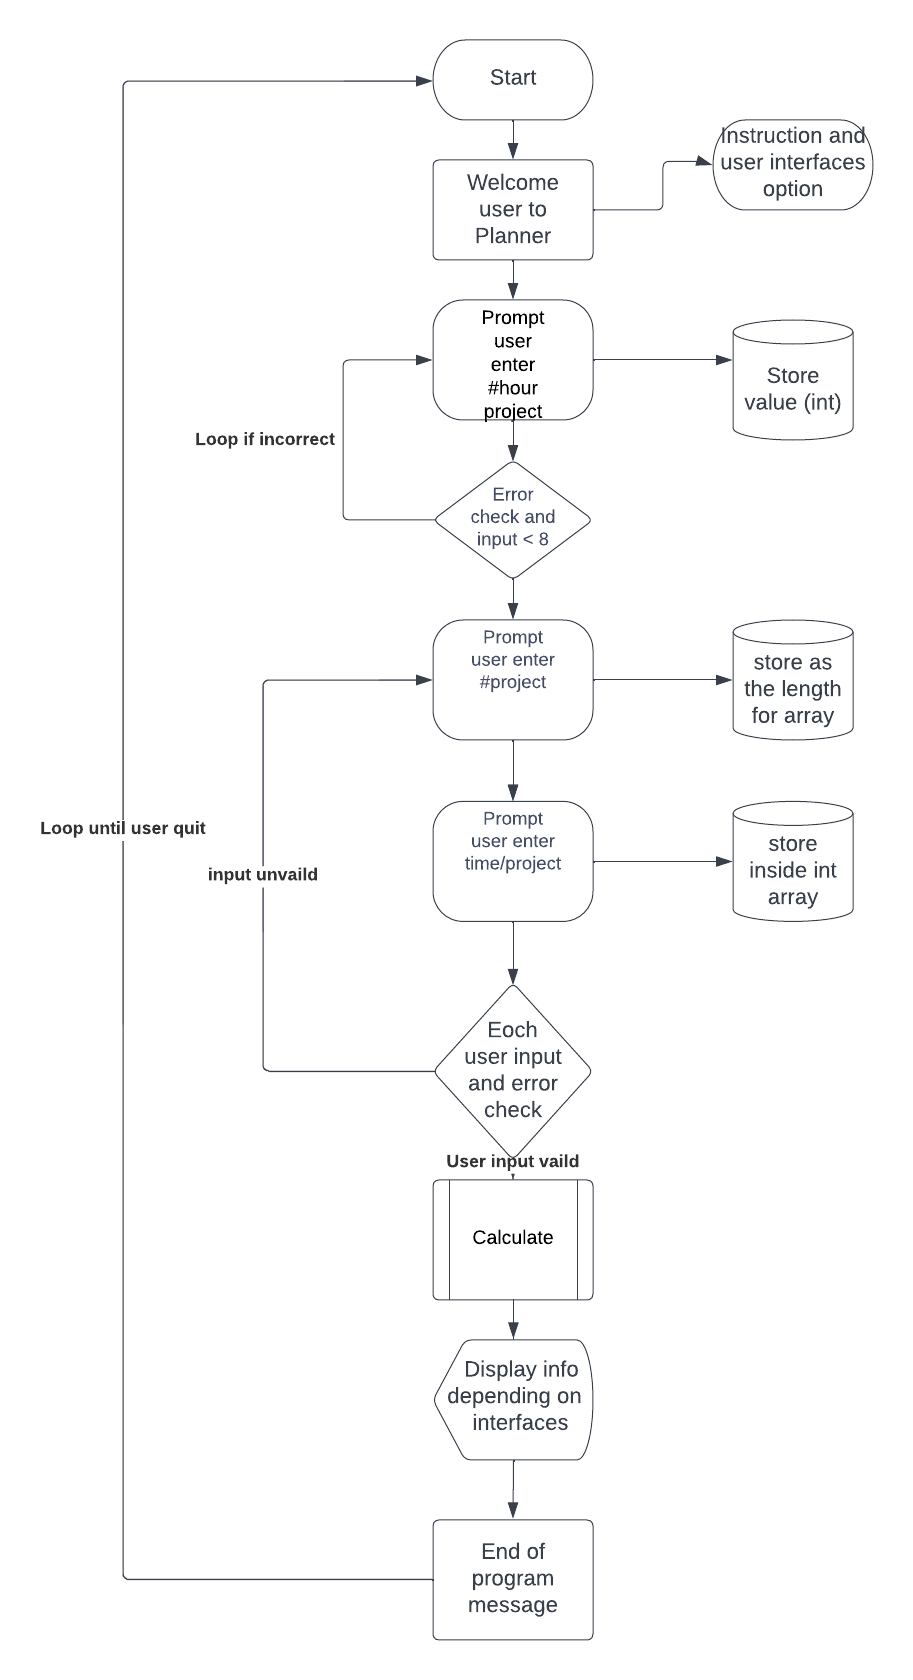 Start
Instruction and
user interfaces
option
Welcome
user to
Planner
Prompt
user
enter
#hour
project
Store
value (int)
Loop if incorrect
Error
check and
input < 8
Prompt
user enter
#project
store as
the length
for array
Loop until user quit
Prompt
user enter
time/project
store
inside int
array
input unvaild
Eoch
user input
and error
check
User input vaild
Calculate
Display info
depending on
interfaces
End of
program
message